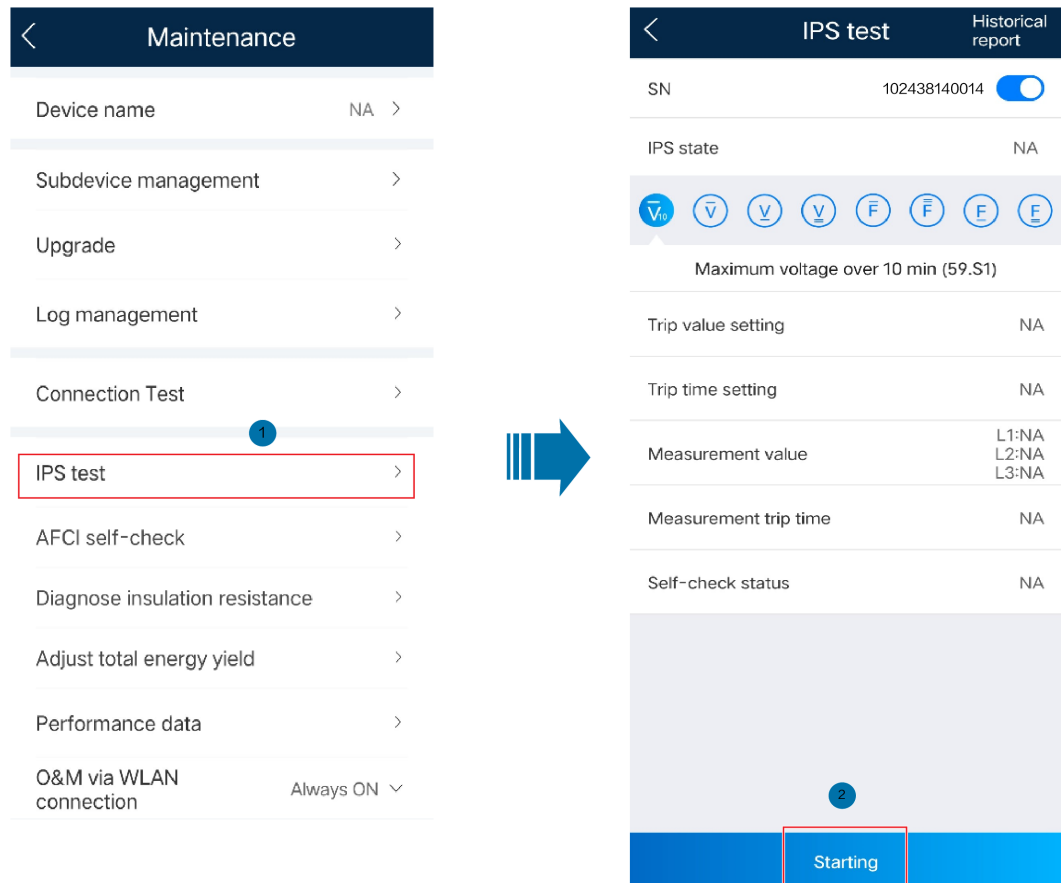 Maintenance
Device name NA
Subdevice management
Upgrade
Log management
Connection Test
1
IPS test
AFCI self-check
Diagnose insulation resistance
Adjust total energy yield
Performance data
O&M via WLAN
connection
Always ON
IPS test
Historical
report
SN 102438140014
IPS state NA
V̅10 V̅ V̲ V̳ F̅ F̿ F̲ F̳
Maximum voltage over 10 min (59.S1)
Trip value setting NA
Trip time setting NA
Measurement value
L1:NA
L2:NA
L3:NA
Measurement trip time NA
Self-check status NA
2
Starting